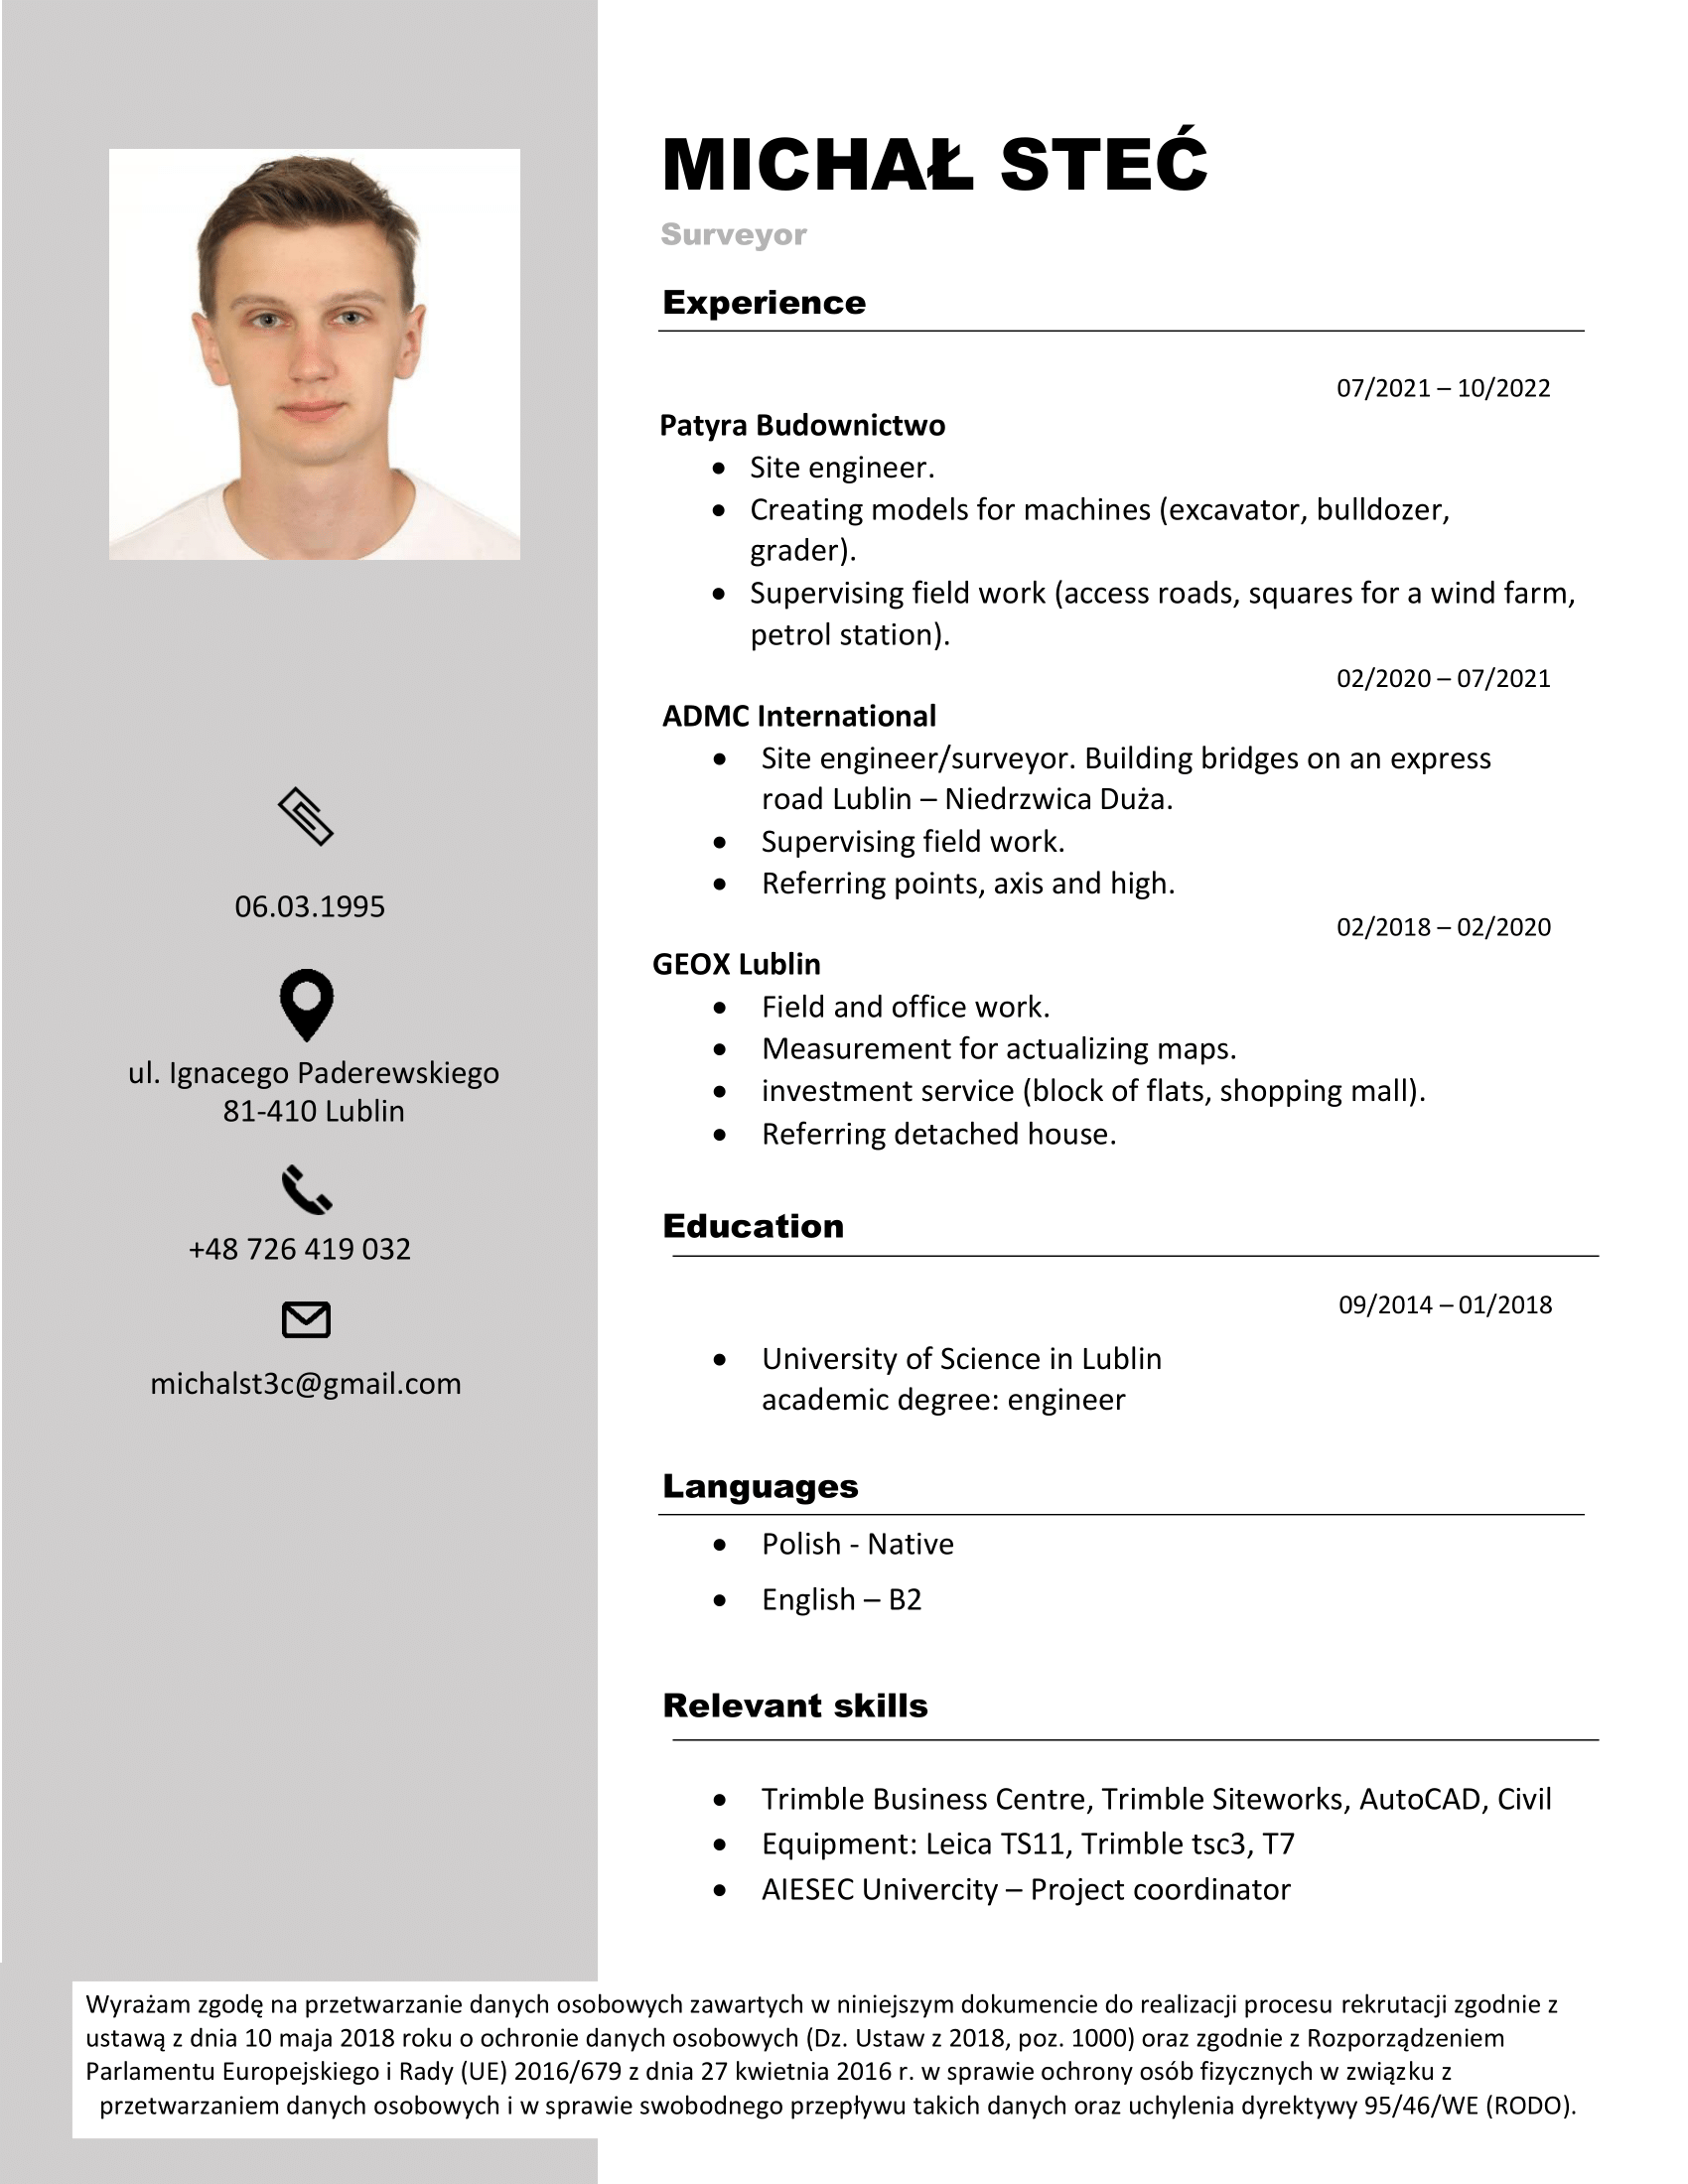 MICHAŁ STEĆ
Surveyor
Experience
07/2021 – 10/2022
Patyra Budownictwo
• Site engineer.
• Creating models for machines (excavator, bulldozer,
grader).
• Supervising field work (access roads, squares for a wind farm,
petrol station).
02/2020 – 07/2021
ADMC International
• Site engineer/surveyor. Building bridges on an express
road Lublin – Niedrzwica Duża.
• Supervising field work.
• Referring points, axis and high.
02/2018 – 02/2020
GEOX Lublin
• Field and office work.
• Measurement for actualizing maps.
• investment service (block of flats, shopping mall).
• Referring detached house.
Education
09/2014 – 01/2018
• University of Science in Lublin
academic degree: engineer
Languages
• Polish - Native
• English – B2
Relevant skills
• Trimble Business Centre, Trimble Siteworks, AutoCAD, Civil
• Equipment: Leica TS11, Trimble tsc3, T7
• AIESEC Univercity – Project coordinator
06.03.1995
ul. Ignacego Paderewskiego
81-410 Lublin
+48 726 419 032
michalst3c@gmail.com
Wyrażam zgodę na przetwarzanie danych osobowych zawartych w niniejszym dokumencie do realizacji procesu rekrutacji zgodnie z
ustawą z dnia 10 maja 2018 roku o ochronie danych osobowych (Dz. Ustaw z 2018, poz. 1000) oraz zgodnie z Rozporządzeniem
Parlamentu Europejskiego i Rady (UE) 2016/679 z dnia 27 kwietnia 2016 r. w sprawie ochrony osób fizycznych w związku z
przetwarzaniem danych osobowych i w sprawie swobodnego przepływu takich danych oraz uchylenia dyrektywy 95/46/WE (RODO).